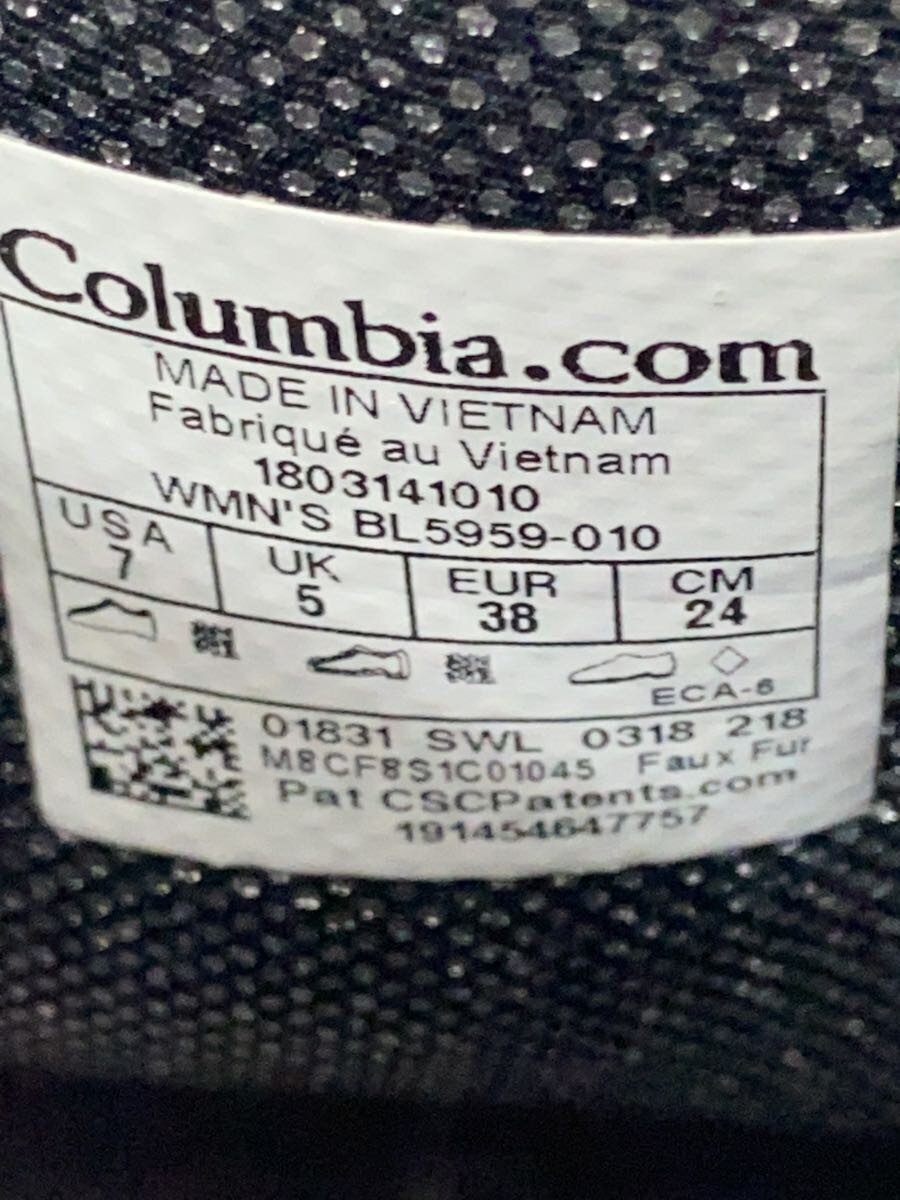 Columbia.com
MADE IN VIETNAM
Fabriqué au Vietnam
1803141010
WMN'S BL5959-010
USA UK EUR CM
7 5 38 24
ECA-6
01831 SWL 0318 218
M8CF8S1C01045 Faux Fur
Pat CSCPatents.com
191454647757